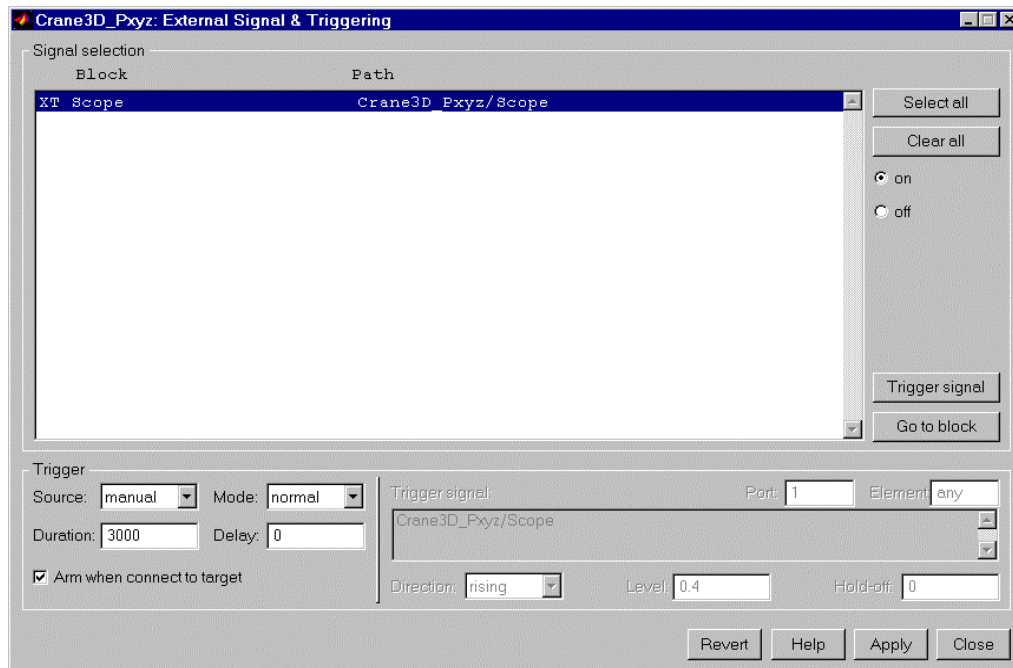 Crane3D_Pxyz: External Signal & Triggering
Signal selection
Block Path
XT Scope Crane3D_Pxyz/Scope
Select all
Clear all
on
off
Trigger signal
Go to block
Trigger
Source: manual Mode: normal
Duration: 3000 Delay: 0
Arm when connect to target
Trigger signal: Port: 1 Element: any
Crane3D_Pxyz/Scope
Direction: rising Level: 0.4 Hold-off: 0
Revert Help Apply Close